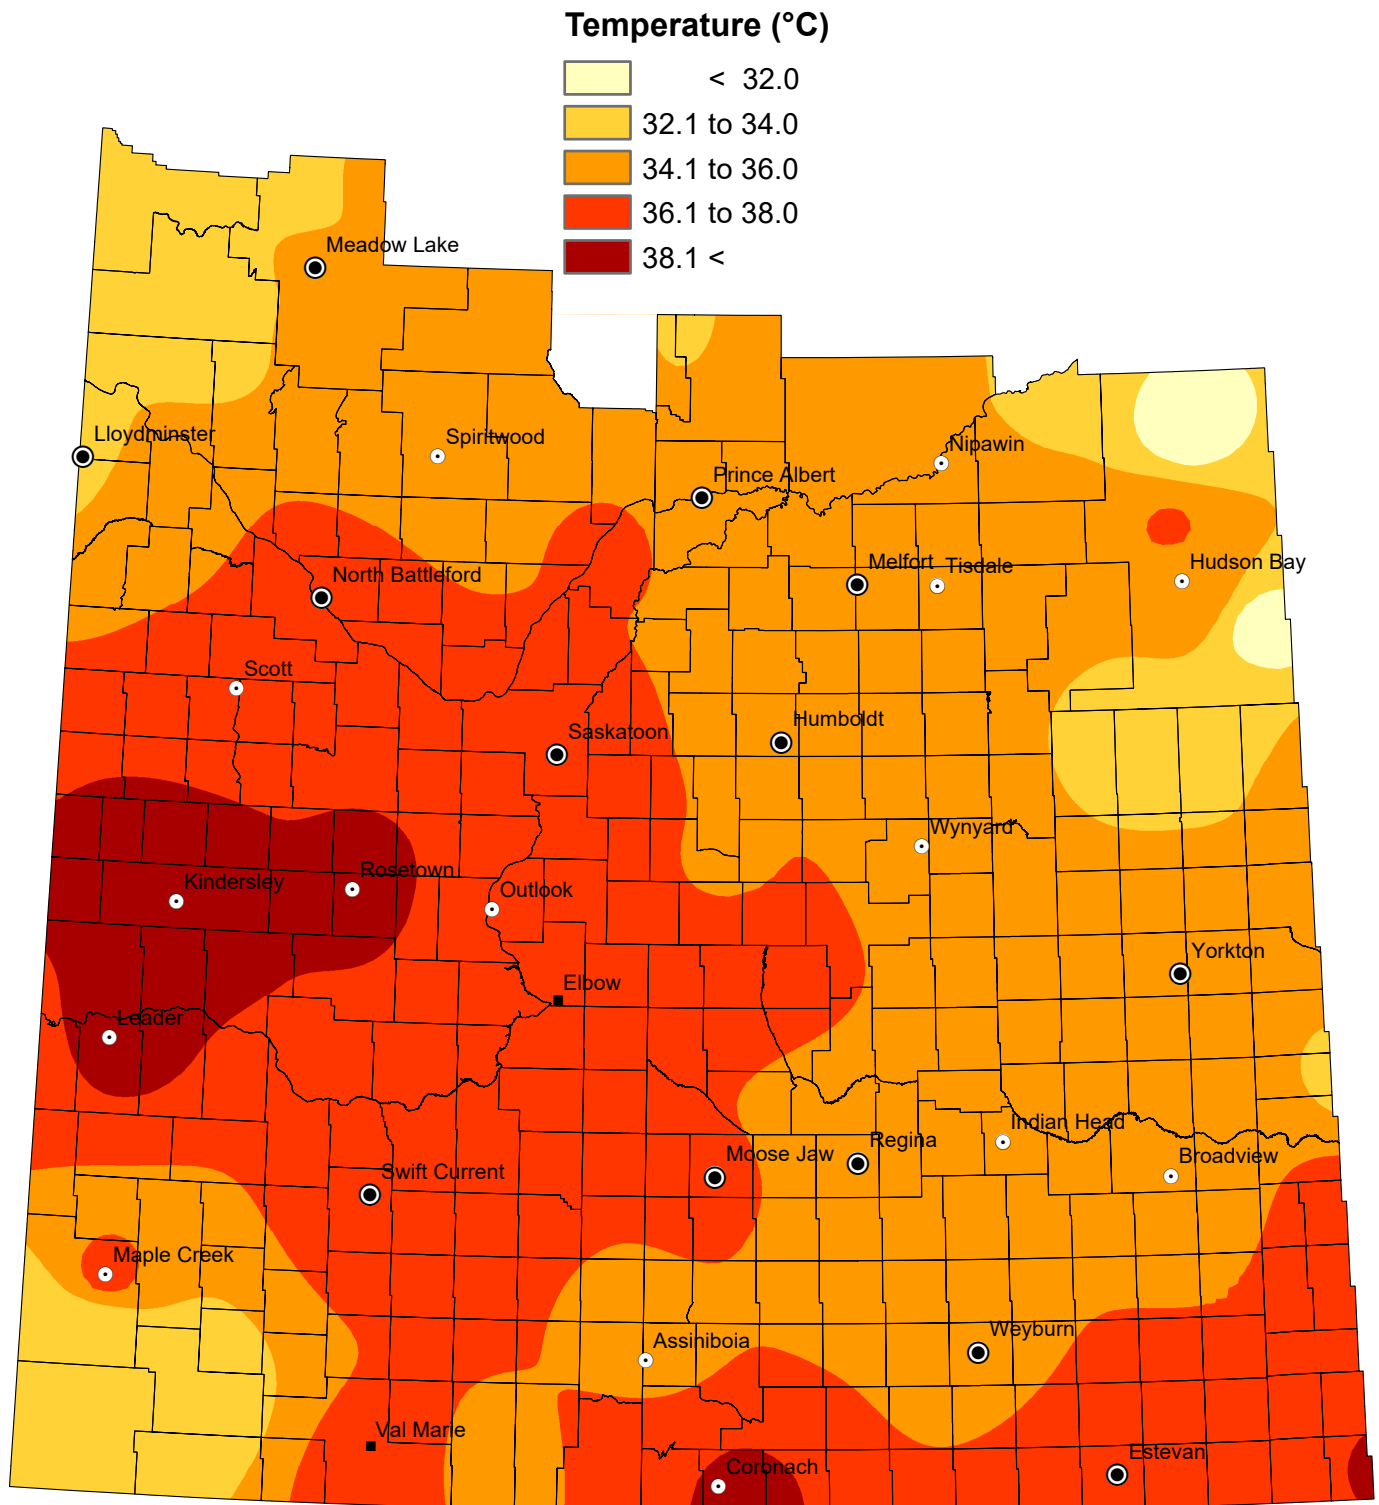 Temperature (°C)
< 32.0
32.1 to 34.0
34.1 to 36.0
36.1 to 38.0
38.1 <
Meadow Lake
Lloydminster
Spiritwood
Nipawin
Prince Albert
Hudson Bay
Melfort
Tisdale
North Battleford
Scott
Humboldt
Saskatoon
Wynyard
Rosetown
Kindersley
Outlook
Yorkton
Elbow
Leader
Indian Head
Regina
Moose Jaw
Broadview
Swift Current
Maple Creek
Weyburn
Assiniboia
Val Marie
Estevan
Coronach